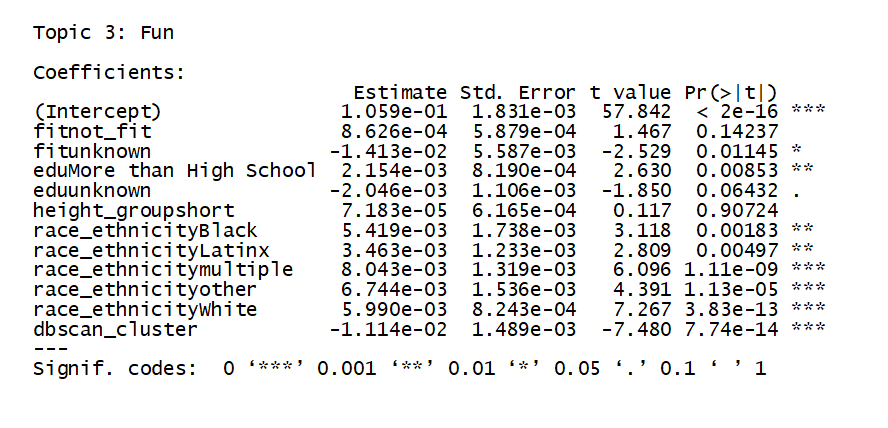 Topic 3: Fun
Coefficients:
Estimate Std. Error t value Pr(>|t|)
(Intercept) 1.059e-01 1.831e-03 57.842 < 2e-16 ***
fitnot_fit 8.626e-04 5.879e-04 1.467 0.14237
fitunknown -1.413e-02 5.587e-03 -2.529 0.01145 *
eduMore than High School 2.154e-03 8.190e-04 2.630 0.00853 **
eduunknown -2.046e-03 1.106e-03 -1.850 0.06432 .
height_groupshort 7.183e-05 6.165e-04 0.117 0.90724
race_ethnicityBlack 5.419e-03 1.738e-03 3.118 0.00183 **
race_ethnicityLatinx 3.463e-03 1.233e-03 2.809 0.00497 **
race_ethnicitymultiple 8.043e-03 1.319e-03 6.096 1.11e-09 ***
race_ethnicityother 6.744e-03 1.536e-03 4.391 1.13e-05 ***
race_ethnicityWhite 5.990e-03 8.243e-04 7.267 3.83e-13 ***
dbscan_cluster -1.114e-02 1.489e-03 -7.480 7.74e-14 ***
---
Signif. codes: 0 ‘***’ 0.001 ‘**’ 0.01 ‘*’ 0.05 ‘.’ 0.1 ‘ ’ 1